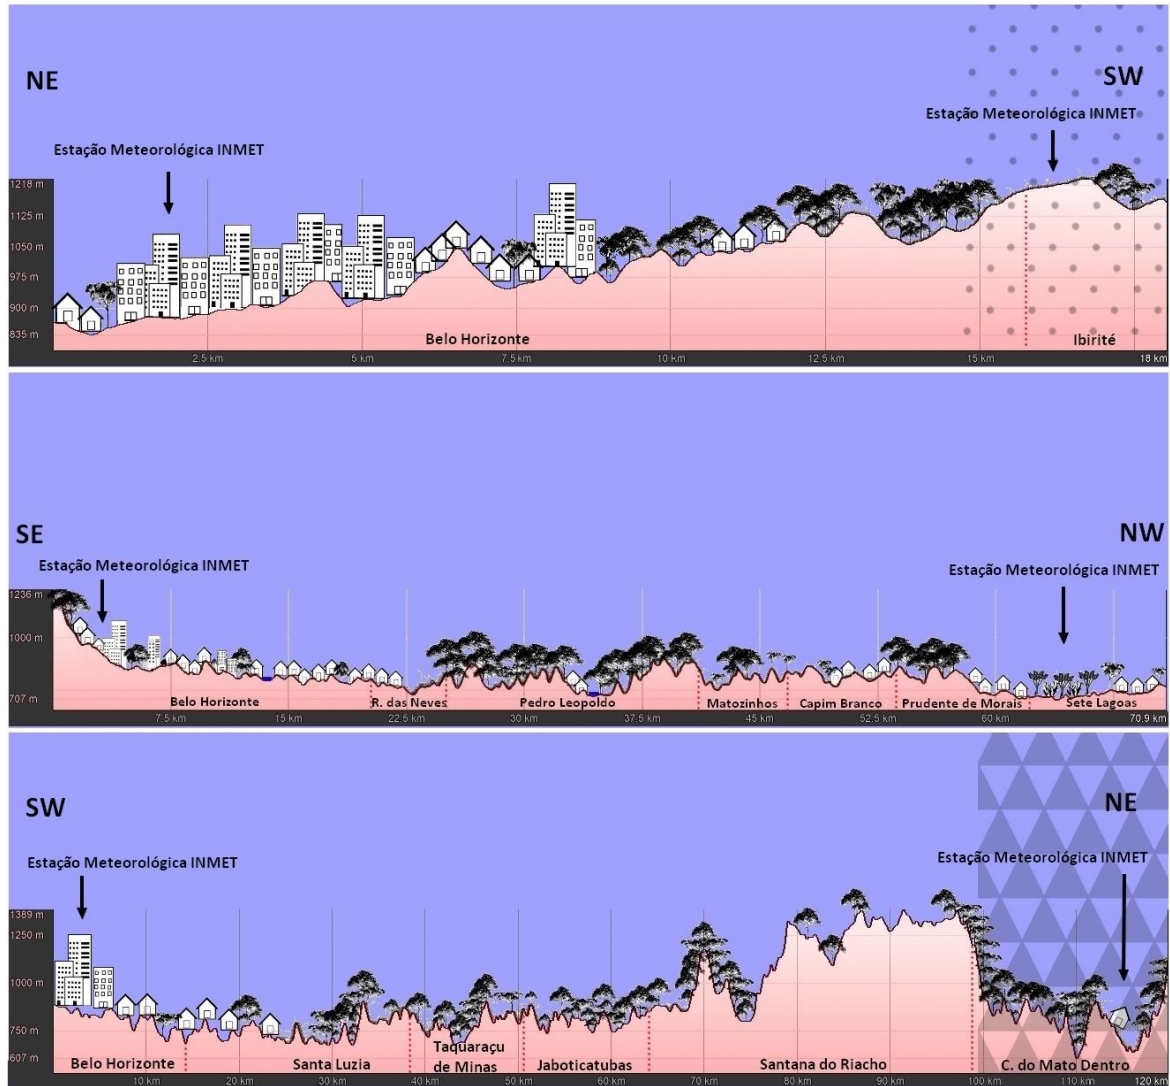 NE
SW
Estação Meteorológica INMET
Estação Meteorológica INMET
1218 m
1125 m
1050 m
975 m
900 m
835 m
Belo Horizonte
Ibirité
2.5 km
5 km
7.5 km
10 km
12.5 km
15 km
18 km
SE
NW
Estação Meteorológica INMET
Estação Meteorológica INMET
1236 m
1000 m
707 m
Belo Horizonte
R. das Neves
Pedro Leopoldo
Matozinhos
Capim Branco
Prudente de Morais
Sete Lagoas
7.5 km
15 km
22.5 km
30 km
37.5 km
45 km
52.5 km
60 km
70.9 km
SW
NE
Estação Meteorológica INMET
Estação Meteorológica INMET
1389 m
1250 m
1000 m
750 m
607 m
Belo Horizonte
Santa Luzia
Taquaraçu
de Minas
Jaboticatubas
Santana do Riacho
C. do Mato Dentro
10 km
20 km
30 km
40 km
50 km
60 km
70 km
80 km
90 km
100 km
110 km
120 km